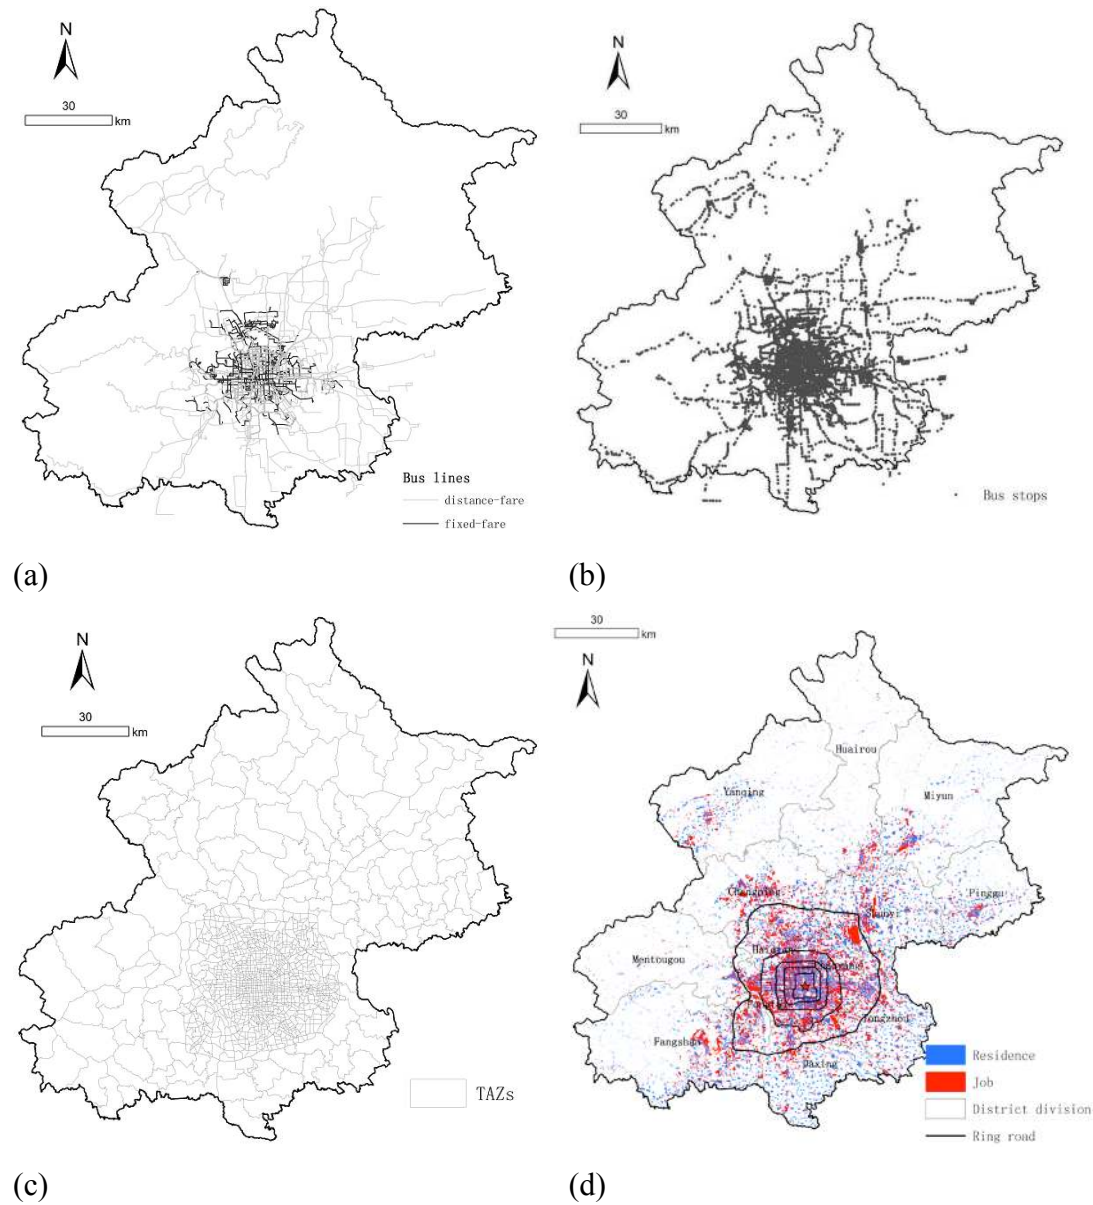 N
30
km
Bus lines
distance-fare
fixed-fare
(a)
N
30
km
Bus stops
(b)
N
30
km
TAZs
(c)
30
km
N
Huairou
Yanqing
Miyun
Changping
Pinggu
Shunyi
Haidian
Mentougou
Tongzhou
Fangshan
Daxing
Residence
Job
District division
Ring road
(d)